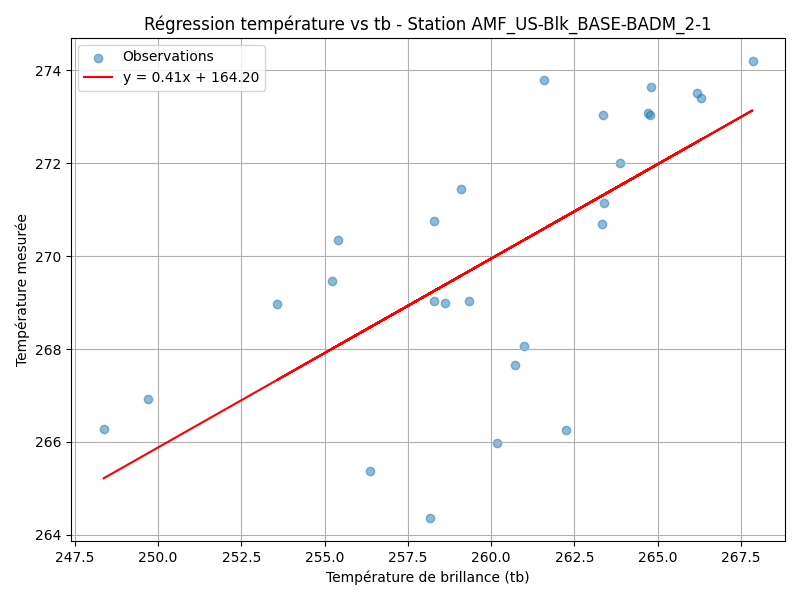 Régression température vs tb - Station AMF_US-Blk_BASE-BADM_2-1
Observations
y = 0.41x + 164.20
Température mesurée
274
272
270
268
266
264
247.5 250.0 252.5 255.0 257.5 260.0 262.5 265.0 267.5
Température de brillance (tb)